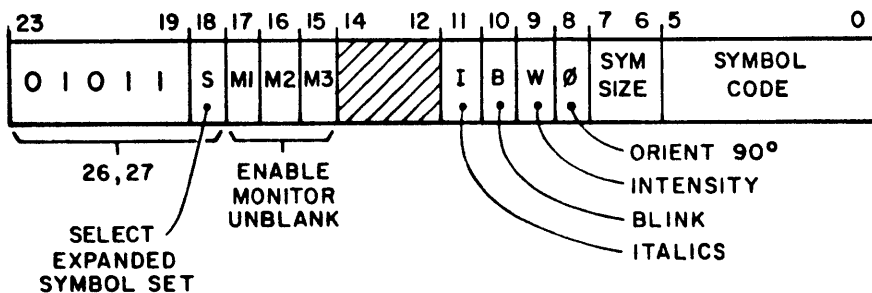 23 19 18 17 16 15 14 12 11 10 9 8 7 6 5 0
0 1 0 1 1 S M1 M2 M3 I B W Ø SYM SIZE SYMBOL CODE
26,27
ENABLE
MONITOR
UNBLANK
SELECT
EXPANDED
SYMBOL SET
ORIENT 90°
INTENSITY
BLINK
ITALICS